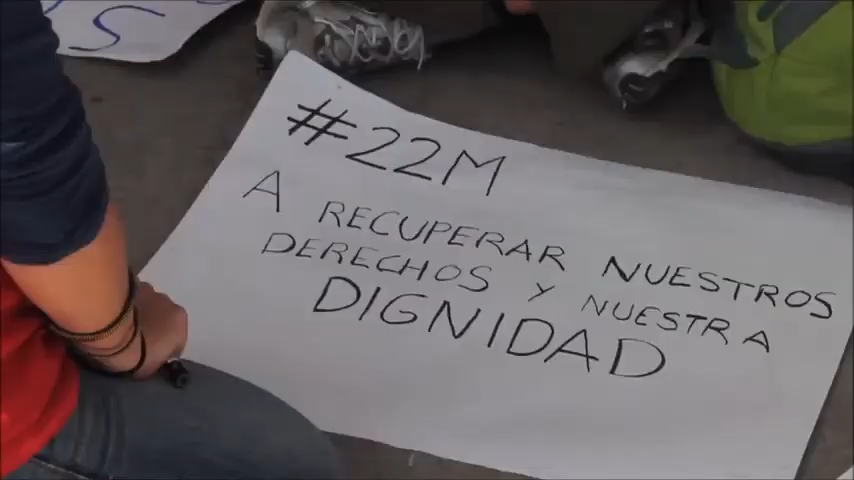 S
#22M
A RECUPERAR NUESTROS
DERECHOS Y NUESTRA
DIGNIDAD